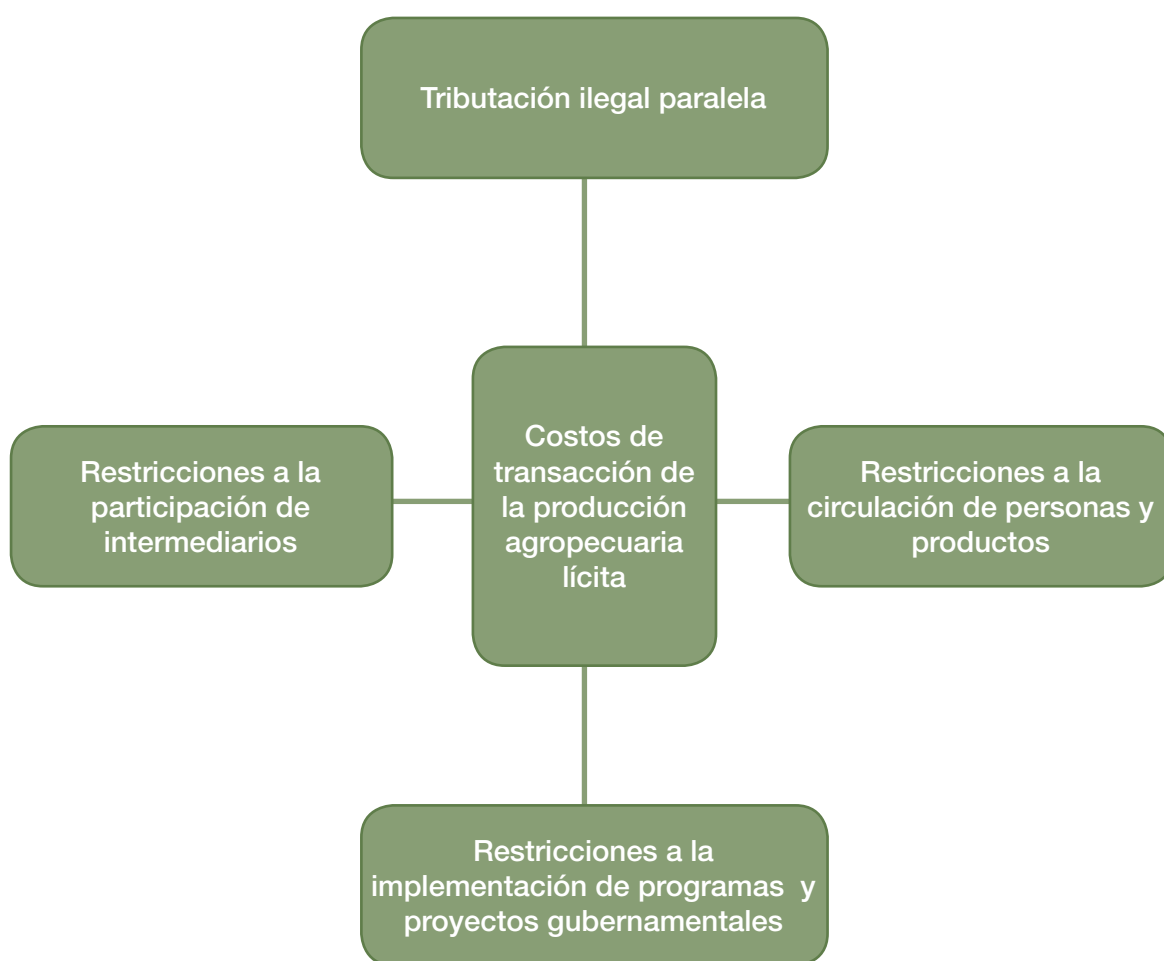 Tributación ilegal paralela
Restricciones a la
participación de
intermediarios
Costos de
transacción de
la producción
agropecuaria
lícita
Restricciones a la
circulación de personas y
productos
Restricciones a la
implementación de programas  y
proyectos gubernamentales